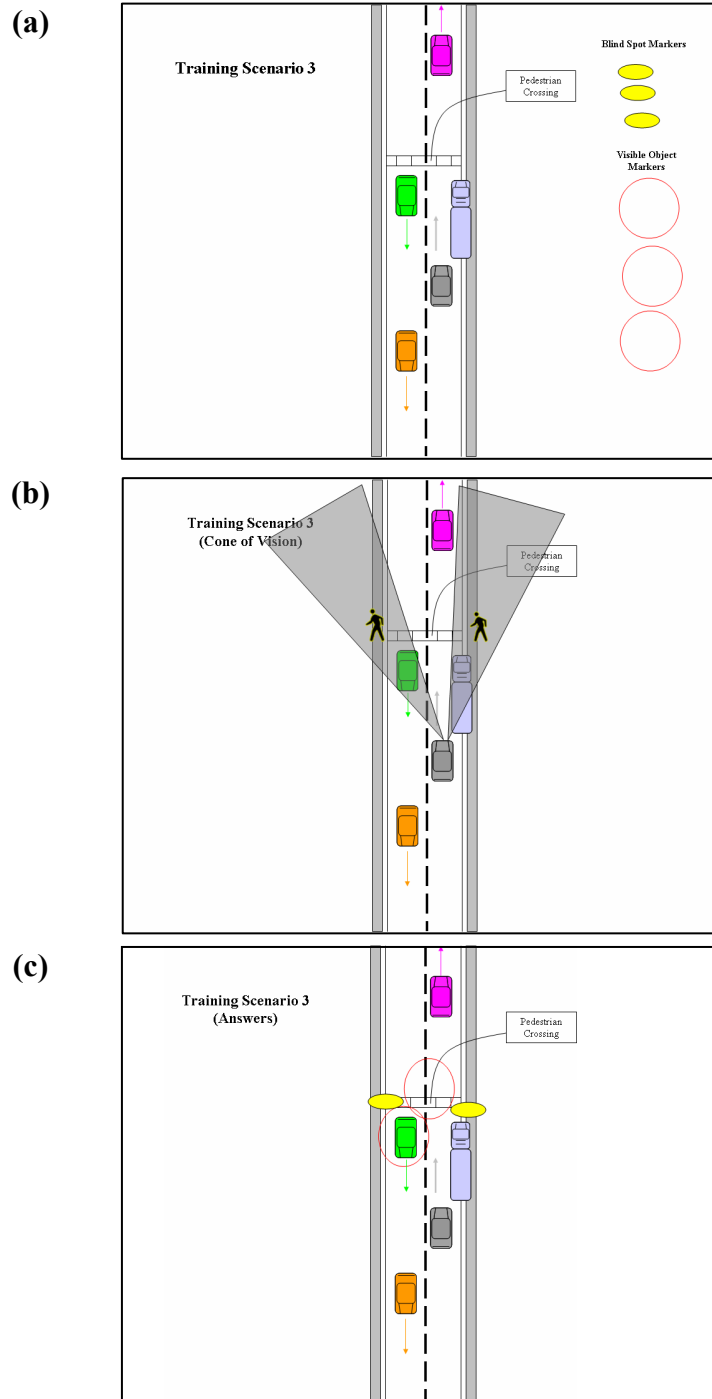 (a)
Training Scenario 3
Blind Spot Markers
Pedestrian
Crossing
Visible Object
Markers
(b)
Training Scenario 3
(Cone of Vision)
Pedestrian
Crossing
(c)
Training Scenario 3
(Answers)
Pedestrian
Crossing